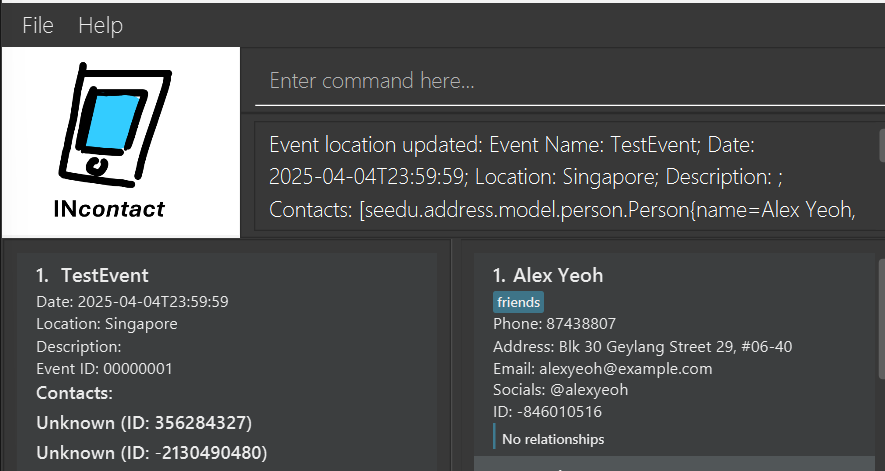 File Help
INcontact
Enter command here...
Event location updated: Event Name: TestEvent; Date:
2025-04-04T23:59:59; Location: Singapore; Description: ;
Contacts: [seedu.address.model.person.Person{name=Alex Yeoh,
1. TestEvent
Date: 2025-04-04T23:59:59
Location: Singapore
Description:
Event ID: 00000001
Contacts:
Unknown (ID: 356284327)
Unknown (ID: -2130490480)
1. Alex Yeoh
friends
Phone: 87438807
Address: Blk 30 Geylang Street 29, #06-40
Email: alexyeoh@example.com
Socials: @alexyeoh
ID: -846010516
No relationships